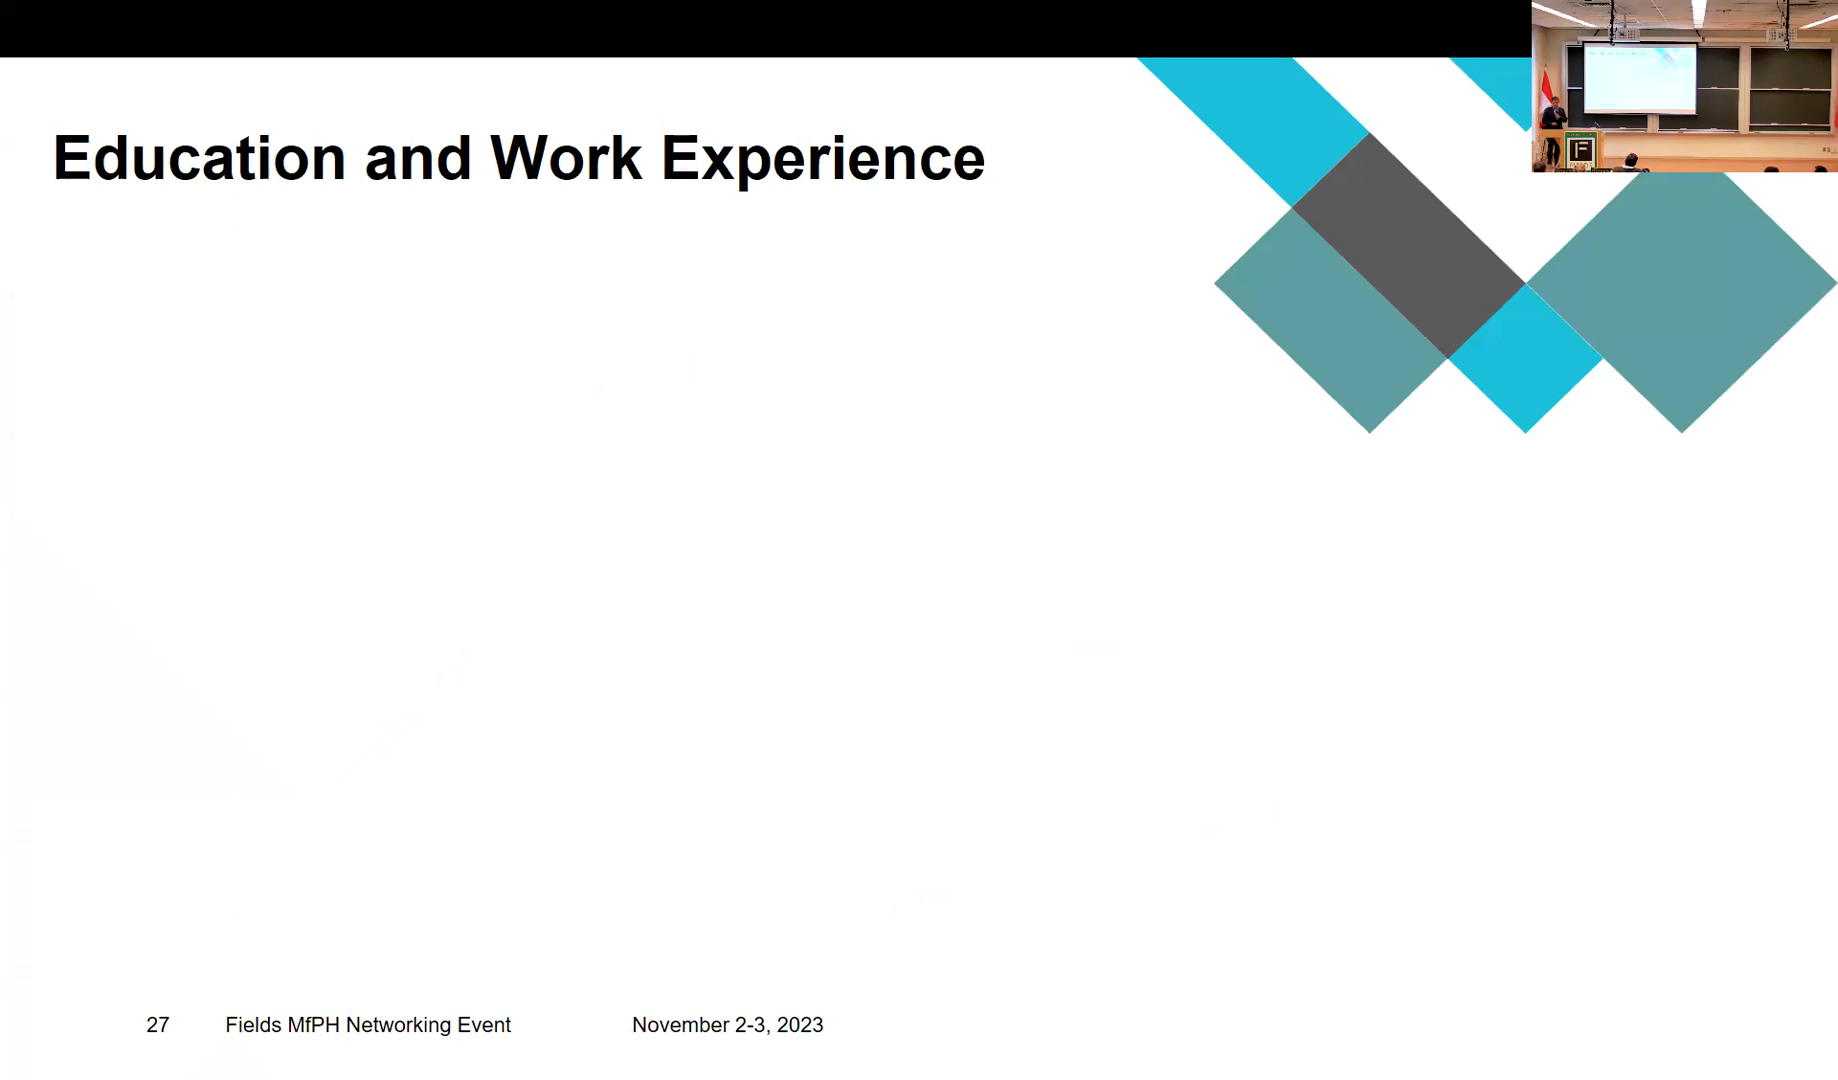 Education and Work Experience
27 Fields MfPH Networking Event November 2-3, 2023